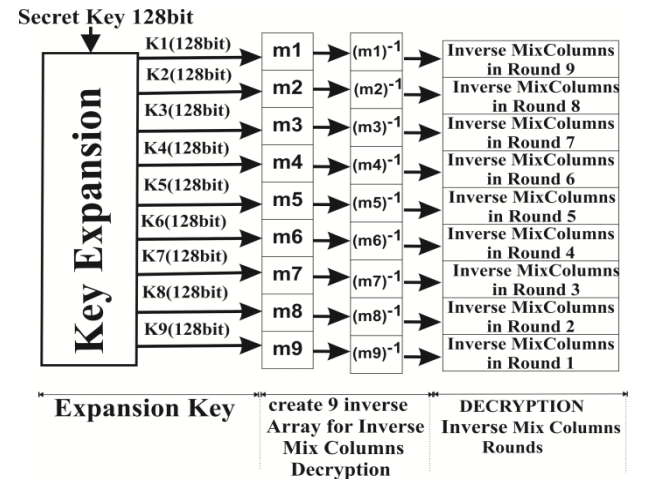 Secret Key 128bit
Key Expansion
K1(128bit)
K2(128bit)
K3(128bit)
K4(128bit)
K5(128bit)
K6(128bit)
K7(128bit)
K8(128bit)
K9(128bit)
m1
m2
m3
m4
m5
m6
m7
m8
m9
(m1)-1
(m2)-1
(m3)-1
(m4)-1
(m5)-1
(m6)-1
(m7)-1
(m8)-1
(m9)-1
Inverse MixColumns
in Round 9
Inverse MixColumns
in Round 8
Inverse MixColumns
in Round 7
Inverse MixColumns
in Round 6
Inverse MixColumns
in Round 5
Inverse MixColumns
in Round 4
Inverse MixColumns
in Round 3
Inverse MixColumns
in Round 2
Inverse MixColumns
in Round 1
Expansion Key
create 9 inverse
Array for Inverse
Mix Columns
Decryption
DECRYPTION
Inverse Mix Columns
Rounds